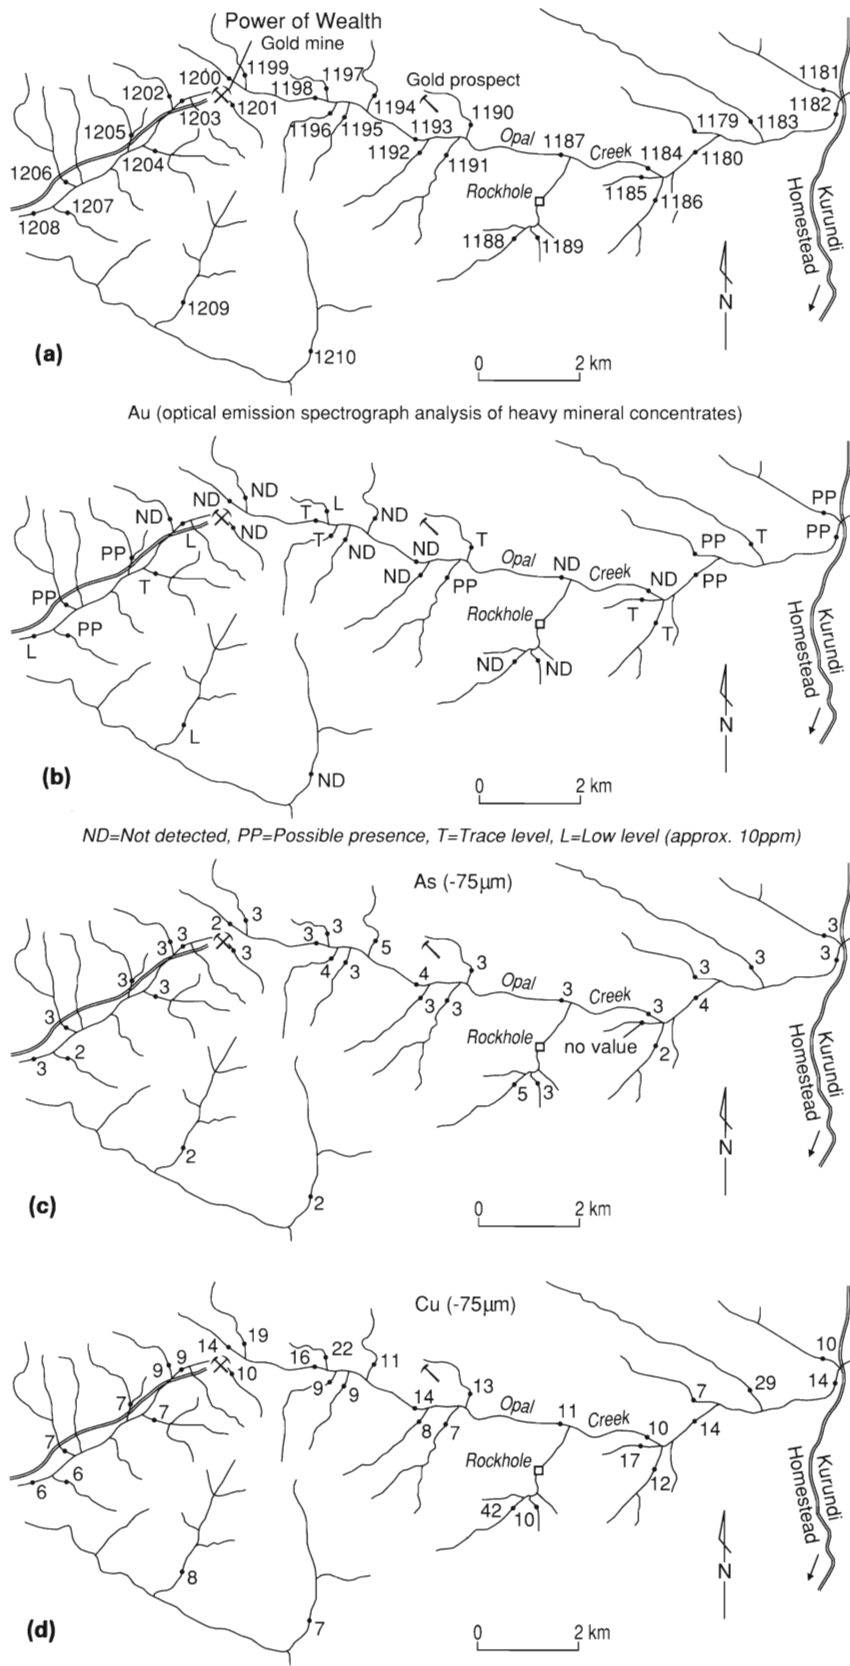 Power of Wealth
Gold mine
1200
1199
1197
1202
1198
1201
1194
Gold prospect
1181
1203
1182
1205
1196
1195
1193
1190
1179
1183
1204
1192
1191
Opal
1187
Creek
1184
1180
1206
1185
1186
1207
1208
Rockhole
1188
1189
Kurundi
Homestead
1209
N
1210
(a)
0
2 km
Au (optical emission spectrograph analysis of heavy mineral concentrates)
ND
ND
L
PP
ND
T
ND
ND
PP
L
T
ND
ND
T
PP
T
PP
T
ND
PP
Opal
ND
Creek
ND
PP
PP
PP
T
T
L
Rockhole
ND
ND
Kurundi
Homestead
L
N
ND
(b)
0
2 km
ND=Not detected, PP=Possible presence, T=Trace level, L=Low level (approx. 10ppm)
As (-75µm)
2
3
3
3
3
3
3
3
5
3
3
4
3
4
3
3
3
3
3
3
3
Opal
3
Creek
3
4
3
2
3
Rockhole
no value
2
5
3
Kurundi
Homestead
2
N
2
(c)
0
2 km
Cu (-75µm)
14
19
22
10
9
9
10
16
11
14
7
9
9
14
13
7
29
7
8
7
Opal
11
Creek
10
14
7
17
12
6
6
Rockhole
42
10
Kurundi
Homestead
8
N
7
(d)
0
2 km